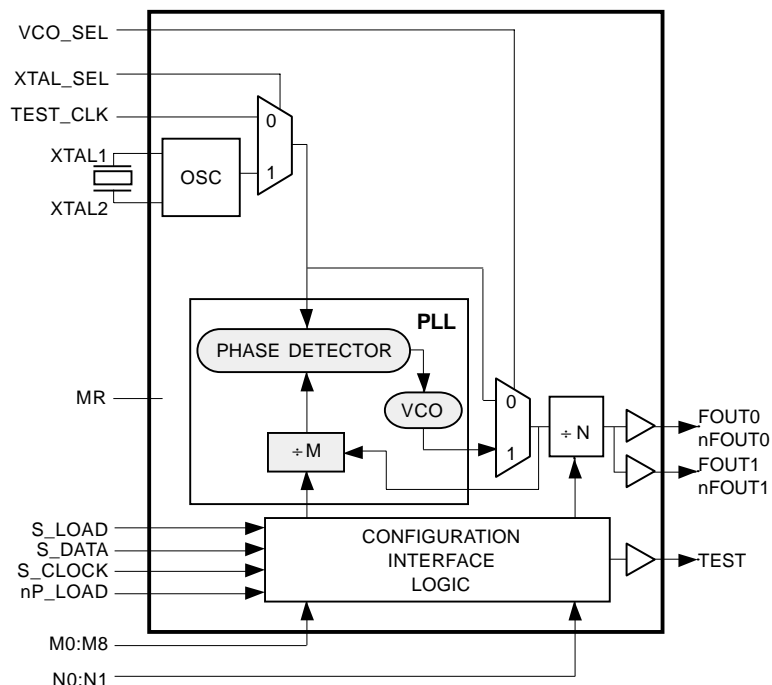 VCO_SEL
XTAL_SEL
TEST_CLK
0
XTAL1
OSC
1
XTAL2
PLL
PHASE DETECTOR
MR
VCO
0
÷ N
FOUT0
nFOUT0
÷ M
1
FOUT1
nFOUT1
S_LOAD
S_DATA
S_CLOCK
nP_LOAD
CONFIGURATION
INTERFACE
LOGIC
TEST
M0:M8
N0:N1